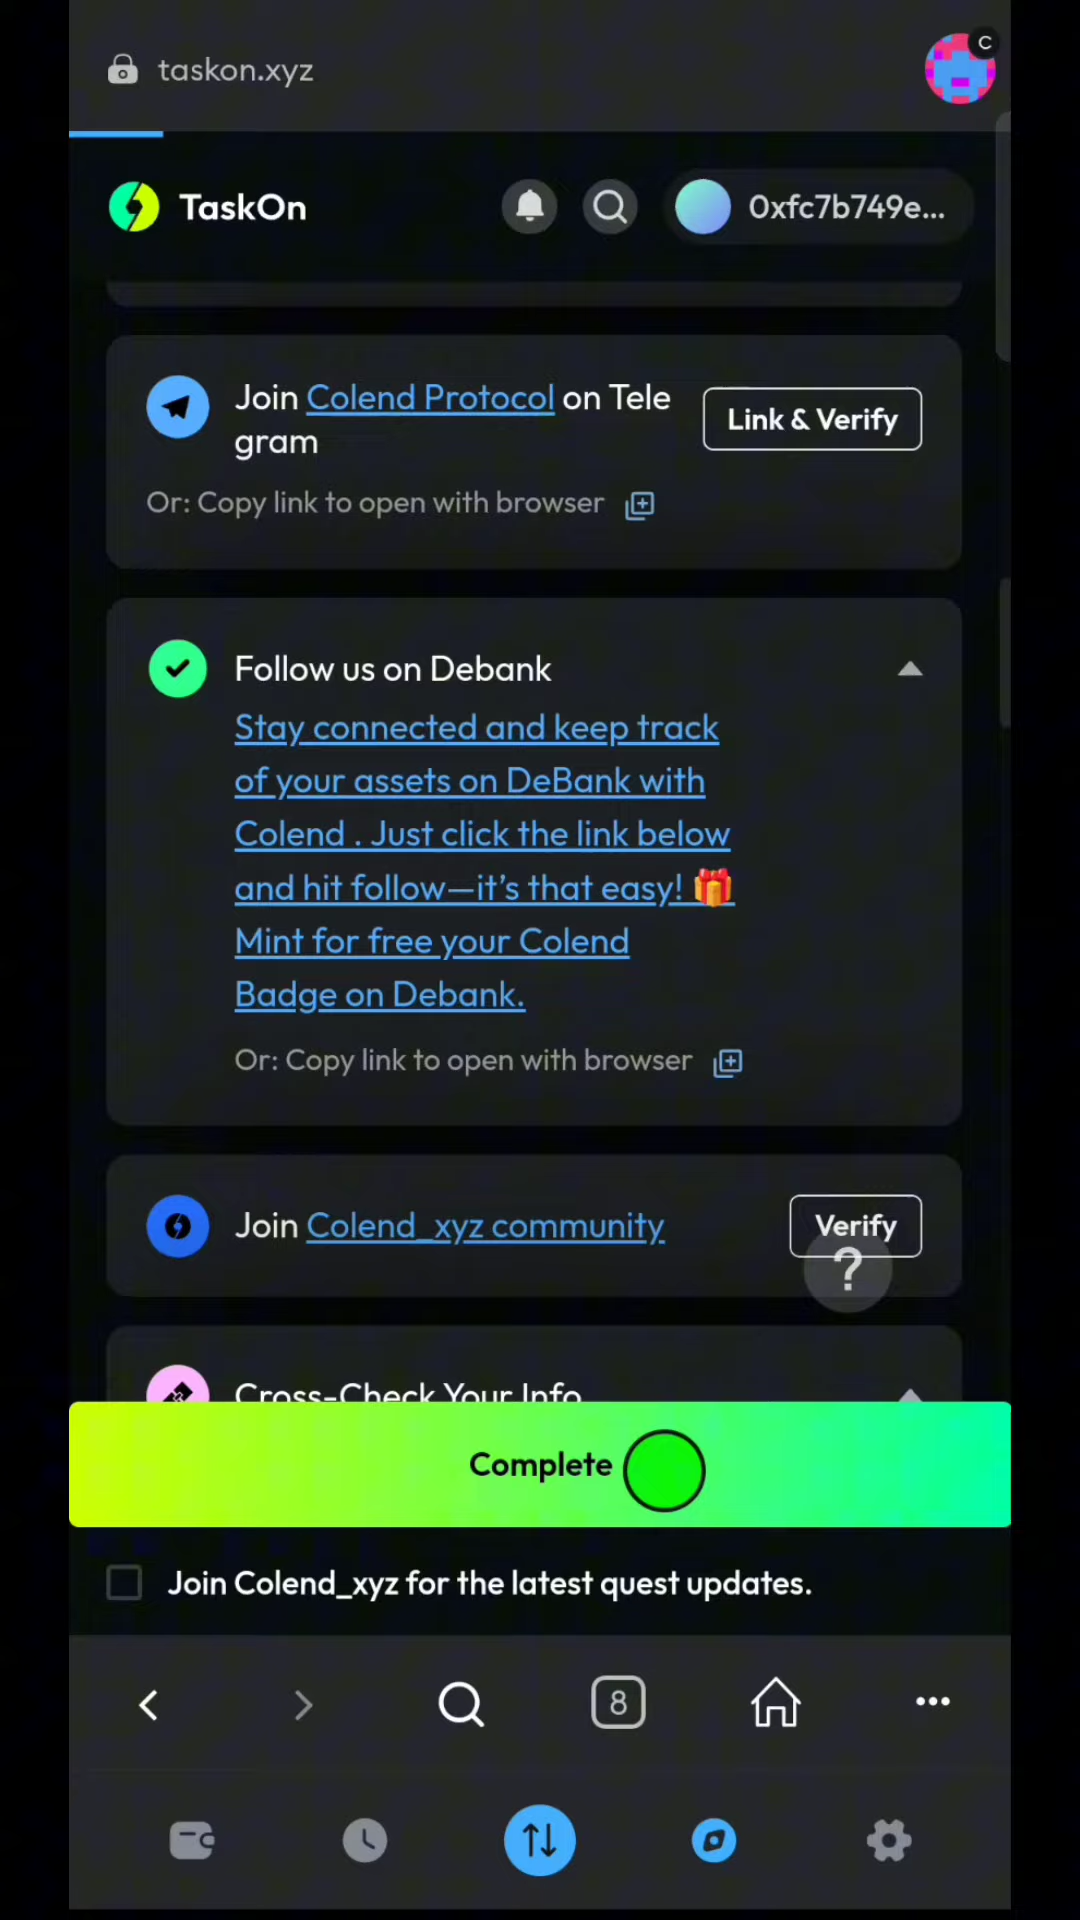 taskon.xyz
C
TaskOn
0xfc7b749e...
Join Colend Protocol on Tele
gram
Link & Verify
Or: Copy link to open with browser
Follow us on Debank
Stay connected and keep track
of your assets on DeBank with
Colend . Just click the link below
and hit follow—it's that easy! 🎁
Mint for free your Colend
Badge on Debank.
Or: Copy link to open with browser
Join Colend_xyz community
Verify
?
Cross-Check Your Info
Complete
Join Colend_xyz for the latest quest updates.
8